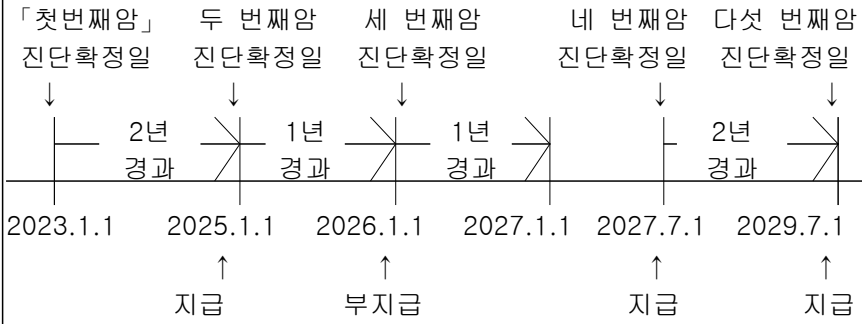 「첫번째암」 두 번째암 세 번째암 네 번째암 다섯 번째암
진단확정일 진단확정일 진단확정일 진단확정일 진단확정일
↓ ↓ ↓ ↓ ↓
2년 1년 1년 2년
경과 경과 경과 경과
2023.1.1 2025.1.1 2026.1.1 2027.1.1 2027.7.1 2029.7.1
↑ ↑ ↑ ↑
지급 부지급 지급 지급